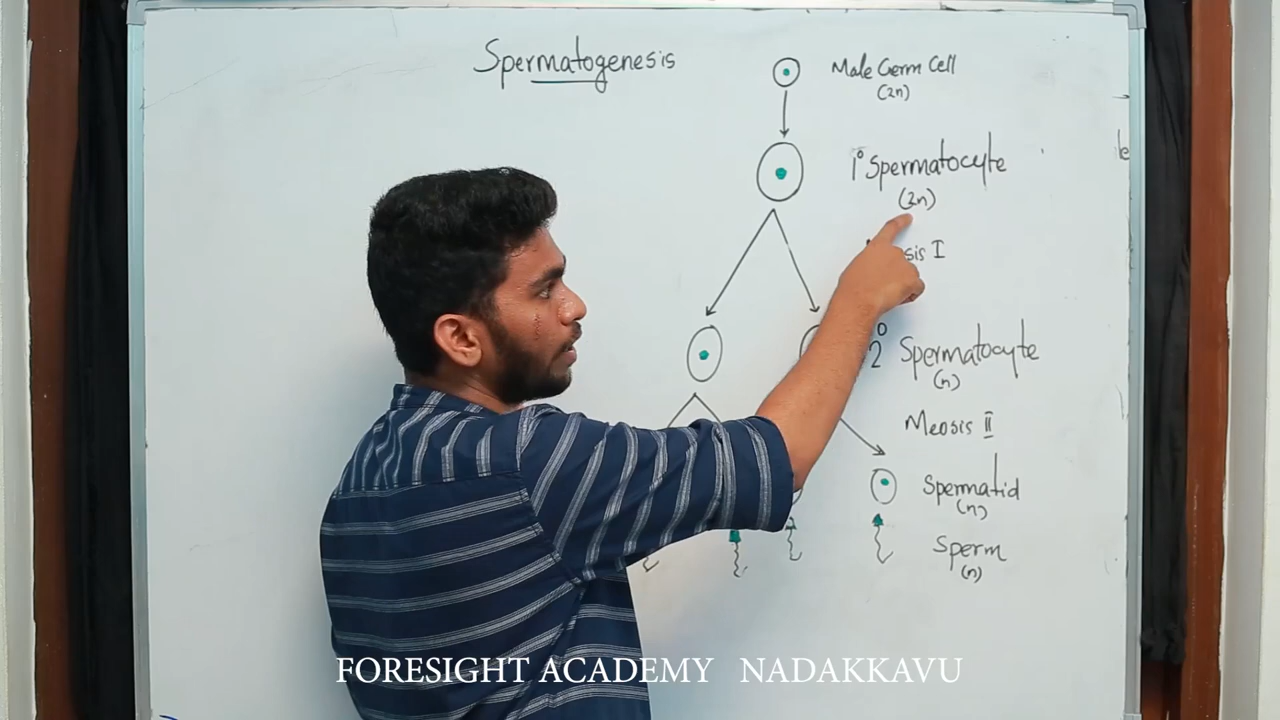 Spermatogenesis
Male Germ Cell
(2n)
1° Spermatocyte
(2n)
sis I
2° Spermatocyte
(n)
Meosis II
Spermatid
(n)
Sperm
(n)
FORESIGHT ACADEMY NADAKKAVU